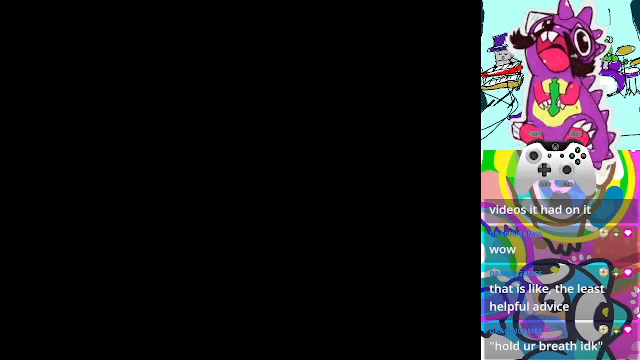 videos it had on it
wow
that is like, the least
helpful advice
"hold ur breath idk"